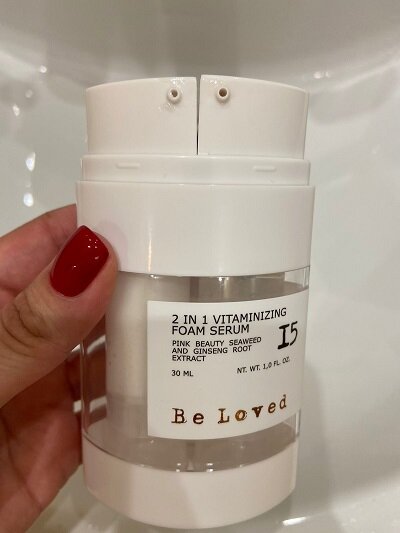 2 IN 1 VITAMINIZING
FOAM SERUM
PINK BEAUTY SEAWEED
AND GINSENG ROOT
EXTRACT
I5
30 ML
NT. WT. 1,0 FL. OZ.
Be Loved